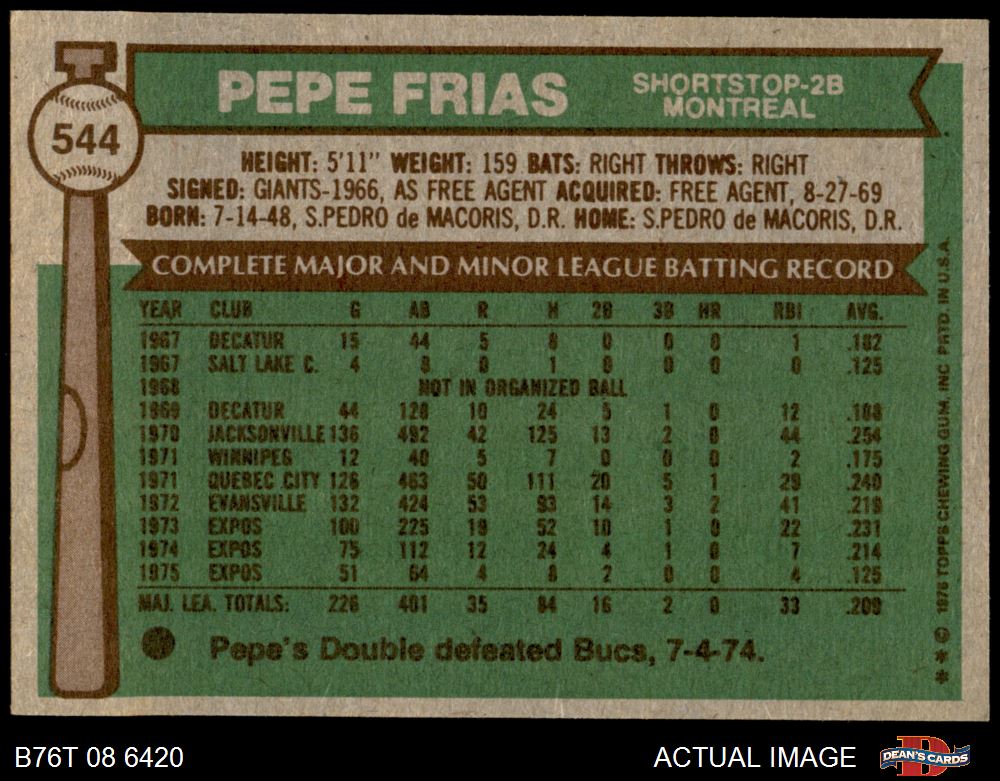 544
PEPE FRIAS
SHORTSTOP-2B
MONTREAL
HEIGHT: 5'11" WEIGHT: 159 BATS: RIGHT THROWS: RIGHT
SIGNED: GIANTS-1966, AS FREE AGENT ACQUIRED: FREE AGENT, 8-27-69
BORN: 7-14-48, S.PEDRO de MACORIS, D.R. HOME: S.PEDRO de MACORIS, D.R.
COMPLETE MAJOR AND MINOR LEAGUE BATTING RECORD
YEAR CLUB G AB R H 2B 3B HR RBI AVG.
1967 DECATUR 15 44 5 8 0 0 0 1 .182
1967 SALT LAKE C. 4 8 0 1 0 0 0 0 .125
1968 NOT IN ORGANIZED BALL
1969 DECATUR 44 128 10 24 5 1 0 12 .188
1970 JACKSONVILLE 136 492 42 125 13 2 0 44 .254
1971 WINNIPEG 12 40 5 7 0 0 0 2 .175
1971 QUEBEC CITY 126 463 50 111 20 5 1 29 .240
1972 EVANSVILLE 132 424 53 93 14 3 2 41 .219
1973 EXPOS 100 225 19 52 10 1 0 22 .231
1974 EXPOS 75 112 12 24 4 1 0 7 .214
1975 EXPOS 51 64 4 8 2 0 0 4 .125
MAJ. LEA. TOTALS: 226 401 35 84 16 2 0 33 .209
Pepe's Double defeated Bucs, 7-4-74.
** © 1976 TOPPS CHEWING GUM, INC PRTD. IN U.S.A.
B76T 08 6420
ACTUAL IMAGE
DEAN'S CARDS